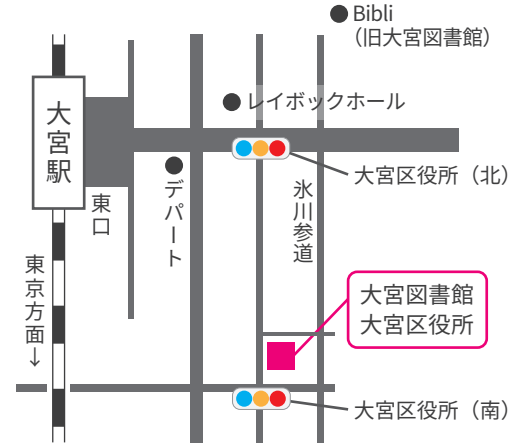 Bibli
（旧大宮図書館）
レイボックホール
大宮駅
大宮区役所（北）
デパート
東口
氷川参道
東京方面↓
大宮図書館
大宮区役所
大宮区役所（南）